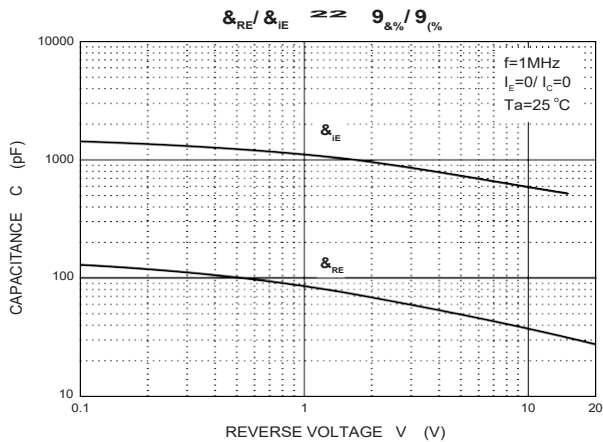 &RE/ &iE 22 9&%/ 9(%
10000
f=1MHz
IE=0/ IC=0
Ta=25 °C
&iE
1000
CAPACITANCE C (pF)
&RE
100
10
0.1 1 10 20
REVERSE VOLTAGE V (V)